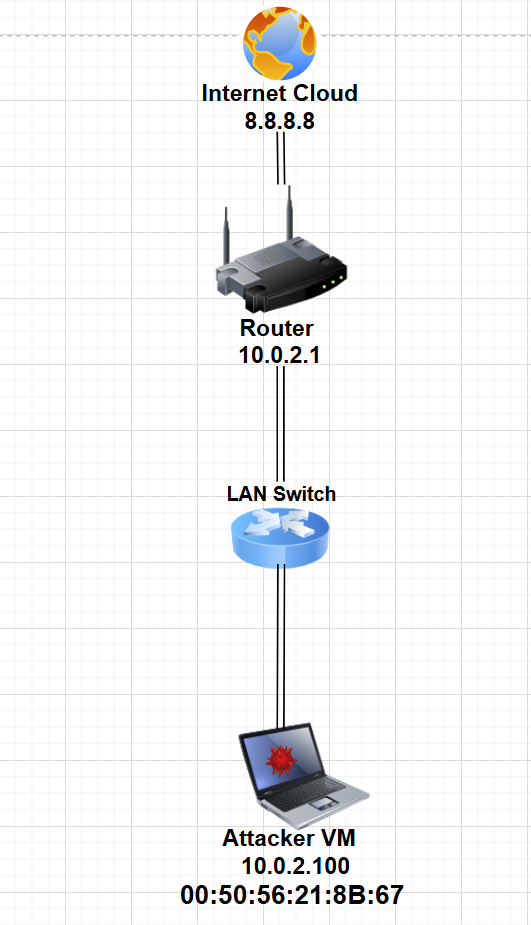 Internet Cloud
8.8.8.8
Router
10.0.2.1
LAN Switch
Attacker VM
10.0.2.100
00:50:56:21:8B:67